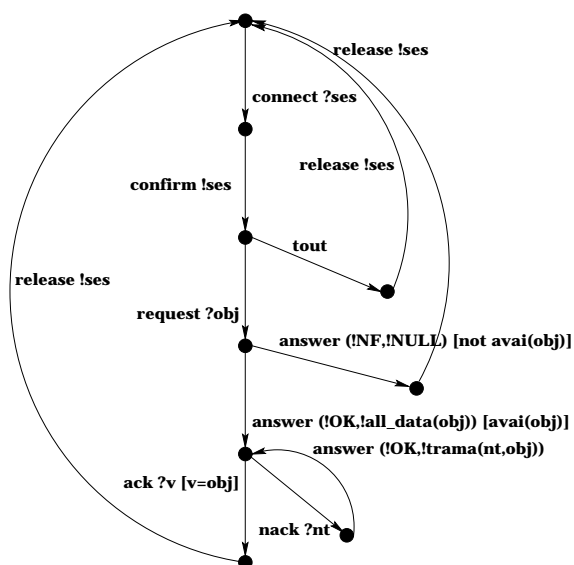 release !ses
connect ?ses
release !ses
confirm !ses
tout
release !ses
request ?obj
answer (!NF,!NULL) [not avai(obj)]
answer (!OK,!all_data(obj)) [avai(obj)]
answer (!OK,!trama(nt,obj))
ack ?v [v=obj]
nack ?nt